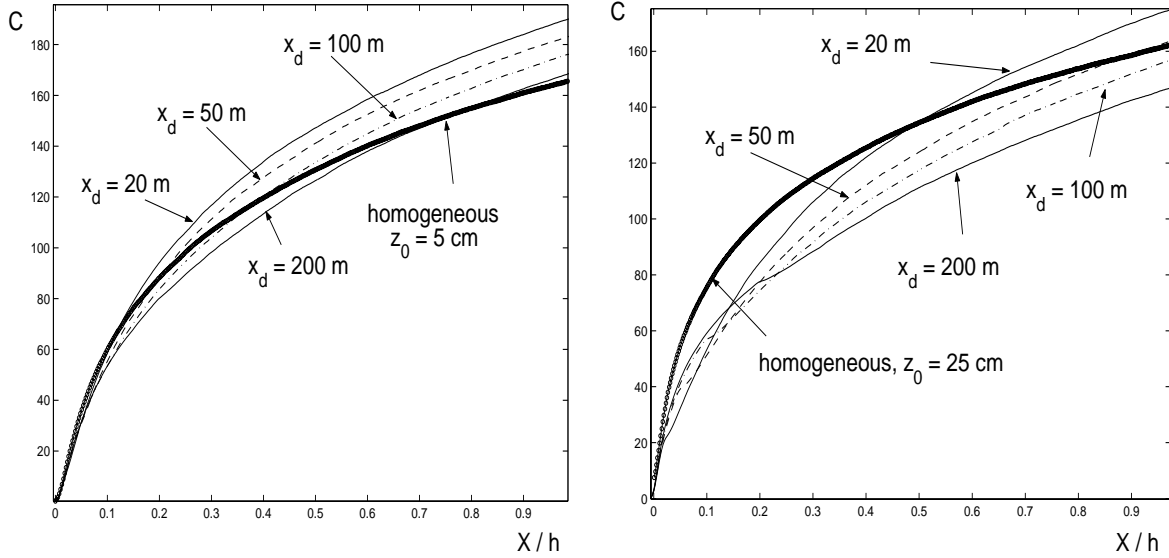 C
180
160
140
120
100
80
60
40
20
0
0.1
0.2
0.3
0.4
0.5
0.6
0.7
0.8
0.9
X / h
x_d = 100 m
x_d = 50 m
x_d = 20 m
homogeneous
z_0 = 5 cm
x_d = 200 m
C
160
140
120
100
80
60
40
20
0
0
0.1
0.2
0.3
0.4
0.5
0.6
0.7
0.8
0.9
X / h
x_d = 20 m
x_d = 50 m
x_d = 100 m
x_d = 200 m
homogeneous, z_0 = 25 cm